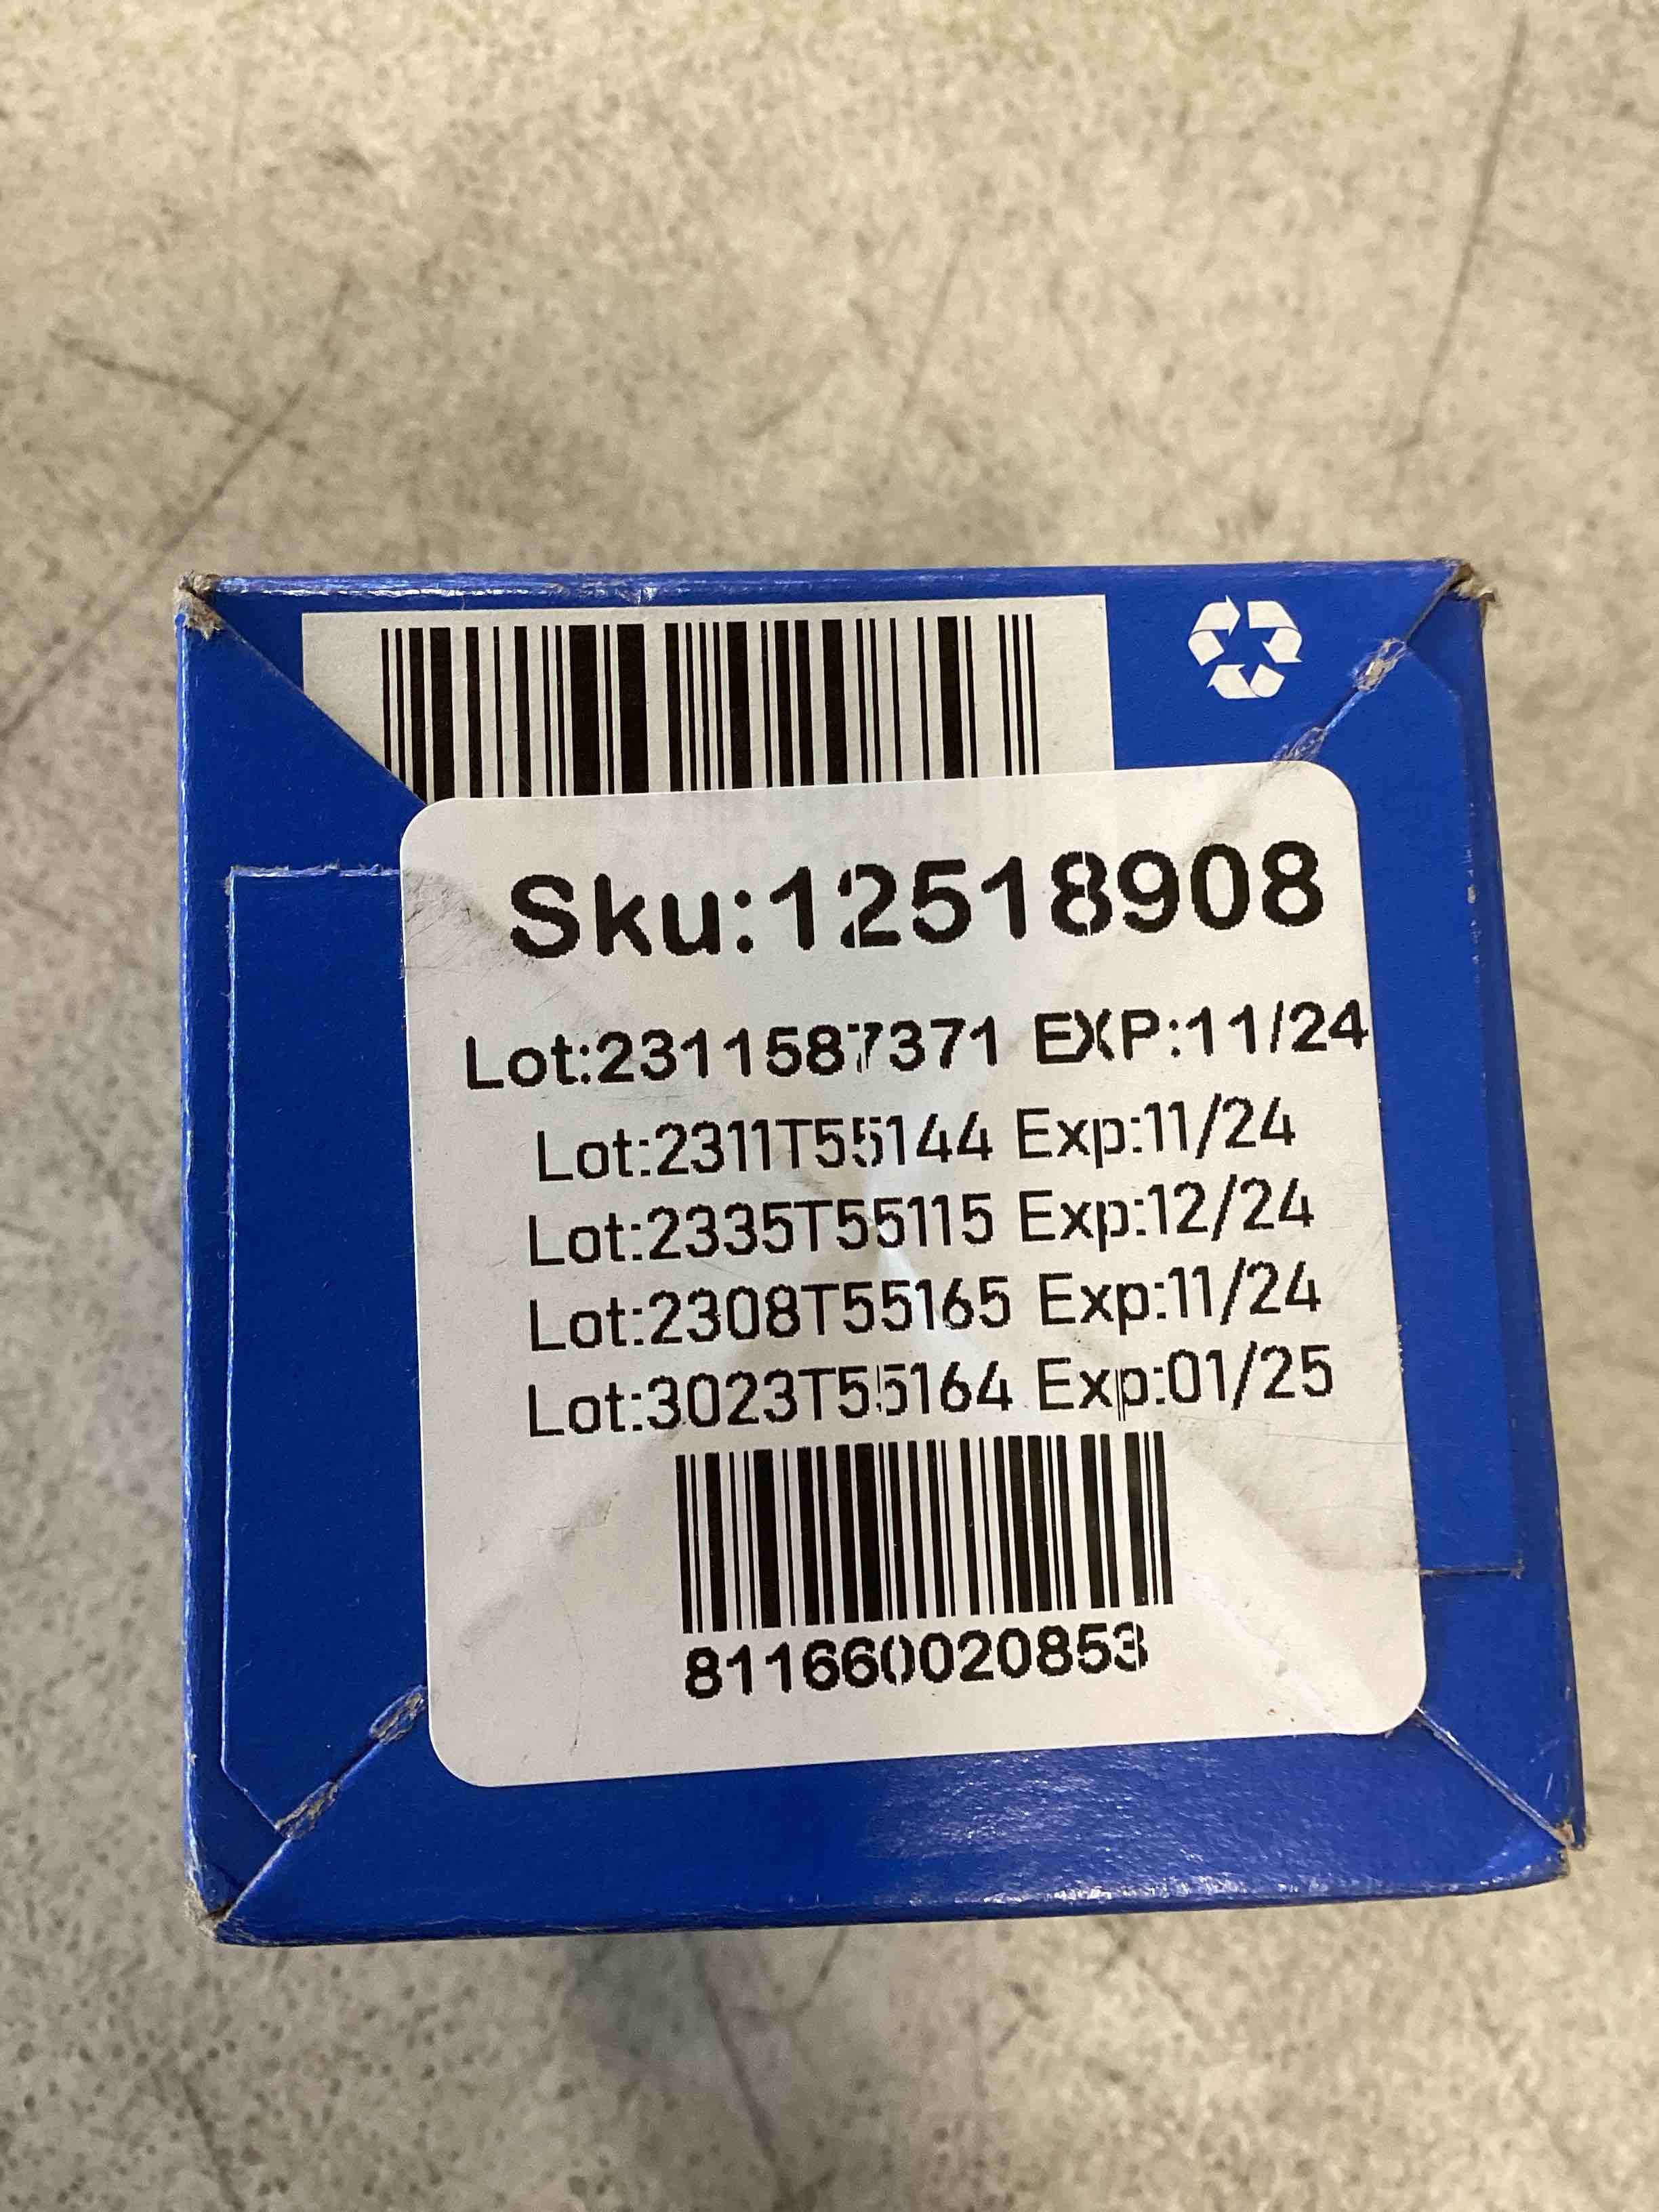 Sku:12518908
Lot:2311587371 EXP:11/24
Lot:2311T55144 Exp:11/24
Lot:2335T55115 Exp:12/24
Lot:2308T55165 Exp:11/24
Lot:3023T55164 Exp:01/25
811660020853